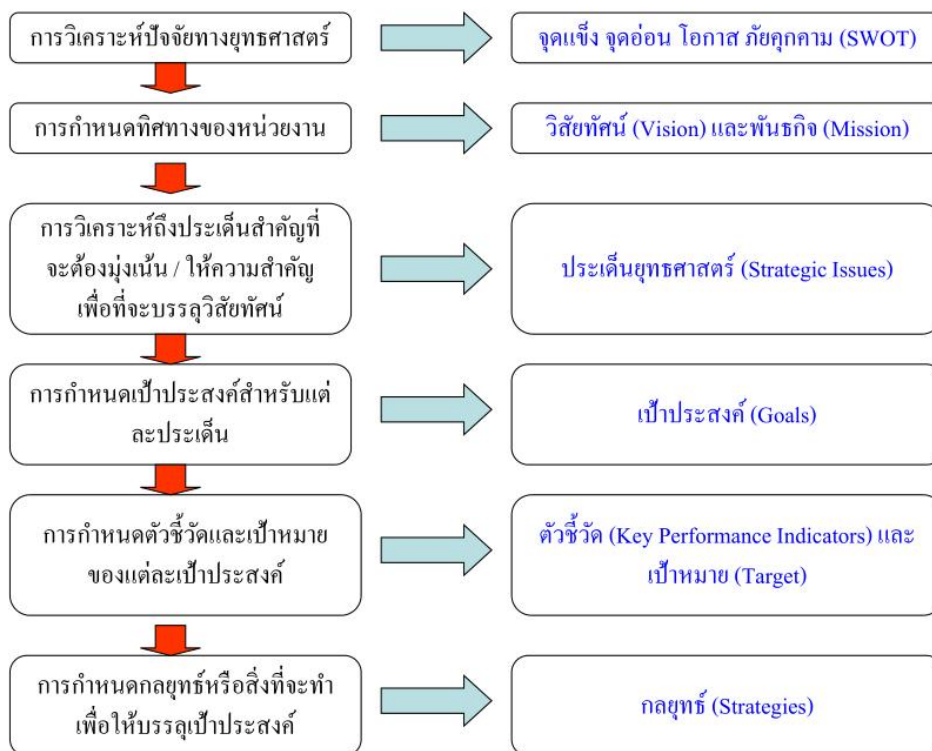 การวิเคราะห์ปัจจัยทางยุทธศาสตร์
จุดแข็ง จุดอ่อน โอกาส ภัยคุกคาม (SWOT)
การกำหนดทิศทางของหน่วยงาน
วิสัยทัศน์ (Vision) และพันธกิจ (Mission)
การวิเคราะห์ถึงประเด็นสำคัญที่
จะต้องมุ่งเน้น / ให้ความสำคัญ
เพื่อที่จะบรรลุวิสัยทัศน์
ประเด็นยุทธศาสตร์ (Strategic Issues)
การกำหนดเป้าประสงค์สำหรับแต่
ละประเด็น
เป้าประสงค์ (Goals)
การกำหนดตัวชี้วัดและเป้าหมาย
ของแต่ละเป้าประสงค์
ตัวชี้วัด (Key Performance Indicators) และ
เป้าหมาย (Target)
การกำหนดกลยุทธ์หรือสิ่งที่จะทำ
เพื่อให้บรรลุเป้าประสงค์
กลยุทธ์ (Strategies)